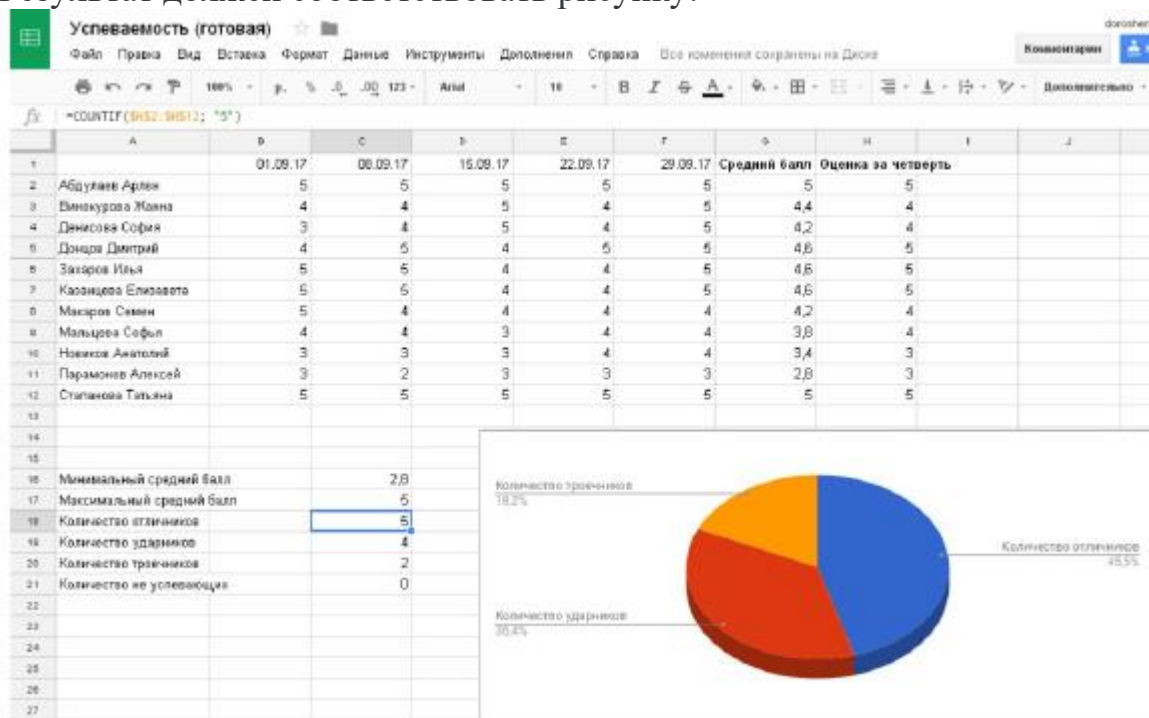 результат должен соответствовать рисунку.
Успеваемость (готовая)
Файл Правка Вид Вставка Формат Данные Инструменты Дополнения Справка Все изменения сохранены на Диске
Комментарии
100% р. % .0 .00 123 Arial 10 B I S A Дополнительно
fx =COUNTIF($H$2:$H$12; "5")
A B C D E F G H I J
1 01.09.17 08.09.17 15.09.17 22.09.17 29.09.17 Средний балл Оценка за четверть
2 Абдулаев Арлен 5 5 5 5 5 5 5
3 Винокурова Жанна 4 4 5 4 5 4,4 4
4 Денисова София 3 4 5 4 5 4,2 4
5 Донцов Дмитрий 4 5 4 5 5 4,6 5
6 Захаров Илья 5 5 4 4 5 4,6 5
7 Казанцева Елизавета 5 5 4 4 5 4,6 5
8 Макаров Семен 5 4 4 4 4 4,2 4
9 Мальцева Софья 4 4 3 4 4 3,8 4
10 Новиков Анатолий 3 3 3 4 4 3,4 3
11 Парамонов Алексей 3 2 3 3 3 2,8 3
12 Степанова Татьяна 5 5 5 5 5 5 5
13
14
15
16 Минимальный средний балл 2,8
17 Максимальный средний балл 5
18 Количество отличников 5
19 Количество ударников 4
20 Количество троечников 2
21 Количество не успевающих 0
22
23
24
25
26
27
Количество троечников
18,2%
Количество отличников
45,5%
Количество ударников
36,4%